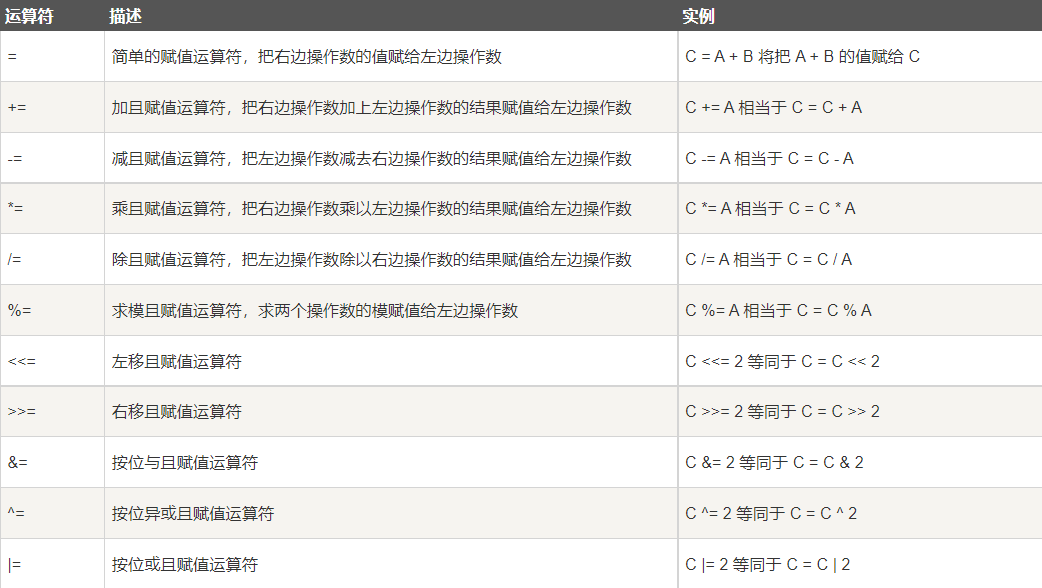 运算符 描述 实例
= 简单的赋值运算符，把右边操作数的值赋给左边操作数 C = A + B 将把 A + B 的值赋给 C
+= 加且赋值运算符，把右边操作数加上左边操作数的结果赋值给左边操作数 C += A 相当于 C = C + A
-= 减且赋值运算符，把左边操作数减去右边操作数的结果赋值给左边操作数 C -= A 相当于 C = C - A
*= 乘且赋值运算符，把右边操作数乘以左边操作数的结果赋值给左边操作数 C *= A 相当于 C = C * A
/= 除且赋值运算符，把左边操作数除以右边操作数的结果赋值给左边操作数 C /= A 相当于 C = C / A
%= 求模且赋值运算符，求两个操作数的模赋值给左边操作数 C %= A 相当于 C = C % A
<<= 左移且赋值运算符 C <<= 2 等同于 C = C << 2
>>= 右移且赋值运算符 C >>= 2 等同于 C = C >> 2
&= 按位与且赋值运算符 C &= 2 等同于 C = C & 2
^= 按位异或且赋值运算符 C ^= 2 等同于 C = C ^ 2
|= 按位或且赋值运算符 C |= 2 等同于 C = C | 2